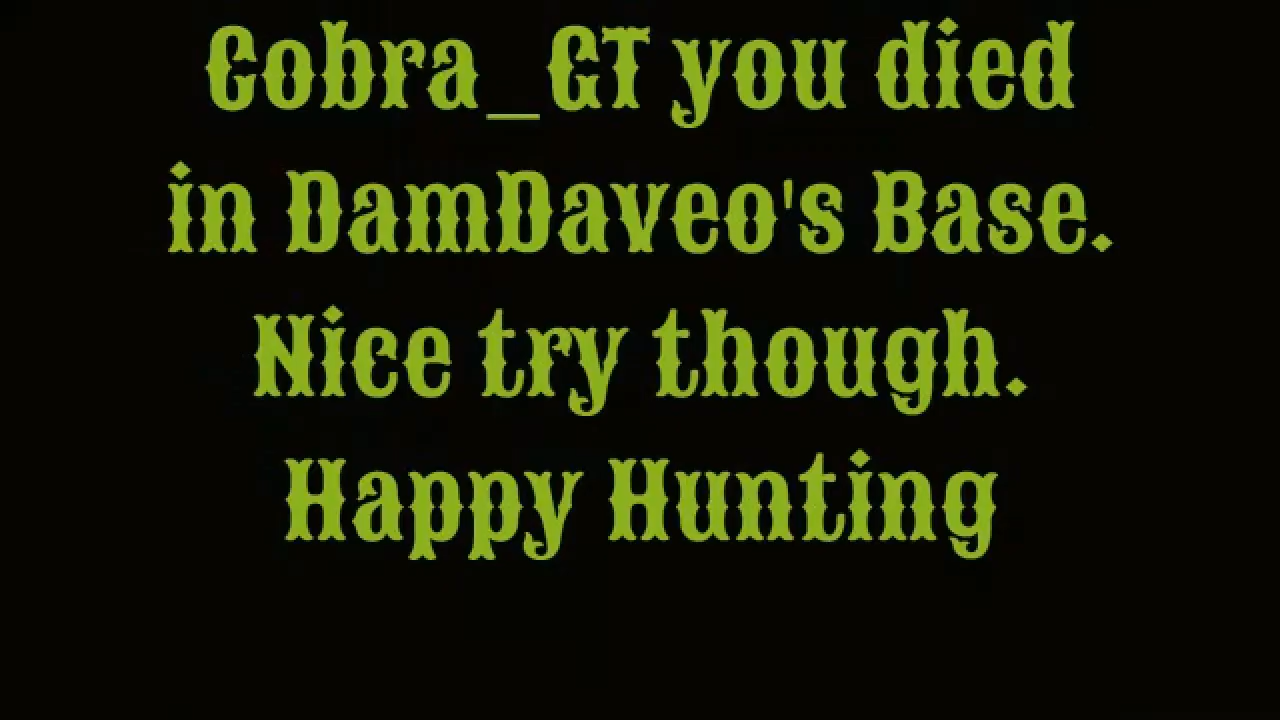 Cobra_GT you died
in DamDaveo's Base.
Nice try though.
Happy Hunting